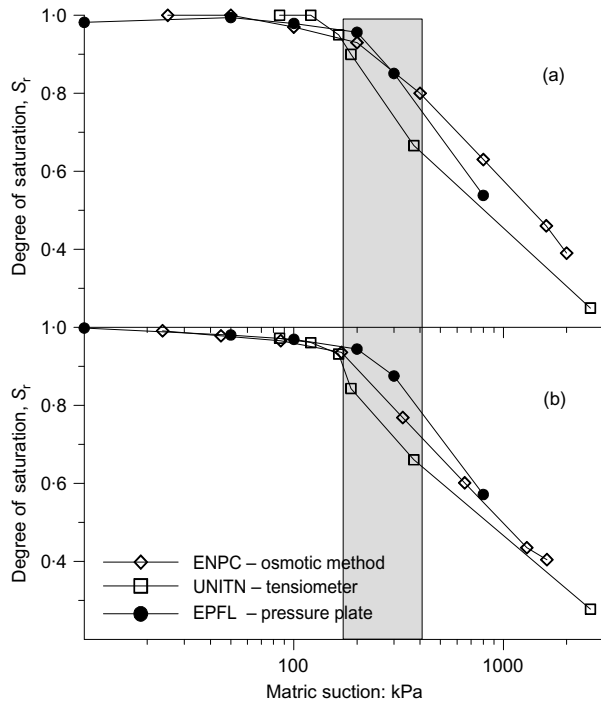 1·0
0·8
0·6
0·4
Degree of saturation, Sr
(a)
1·0
0·8
0·6
0·4
Degree of saturation, Sr
(b)
ENPC – osmotic method
UNITN – tensiometer
EPFL – pressure plate
100
1000
Matric suction: kPa